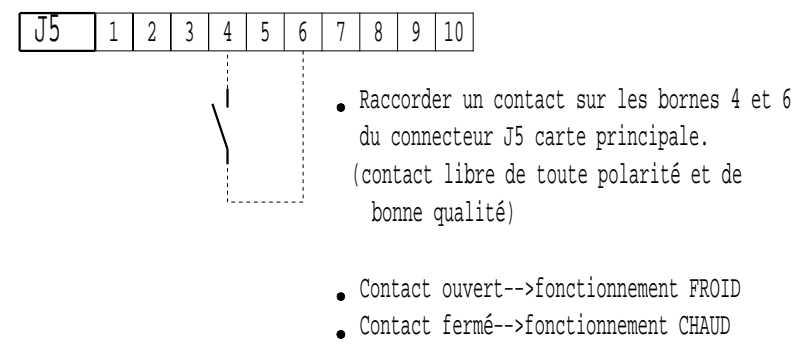 J5 1 2 3 4 5 6 7 8 9 10
• Raccorder un contact sur les bornes 4 et 6
du connecteur J5 carte principale.
(contact libre de toute polarité et de
bonne qualité)
• Contact ouvert-->fonctionnement FROID
• Contact fermé-->fonctionnement CHAUD